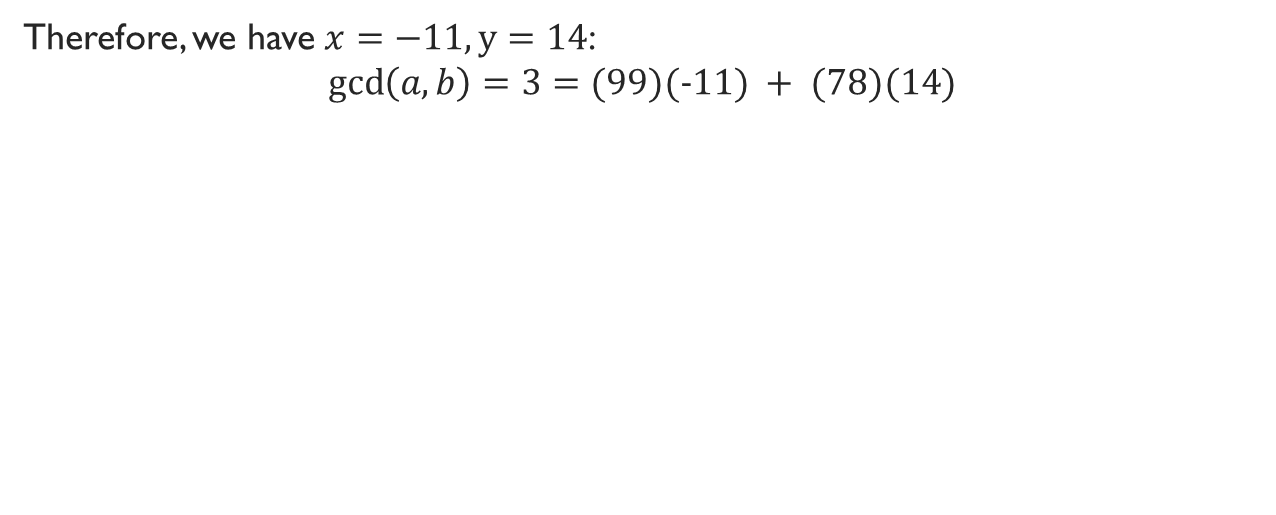 Therefore, we have x = −11, y = 14:
gcd(a, b) = 3 = (99)(-11) + (78)(14)